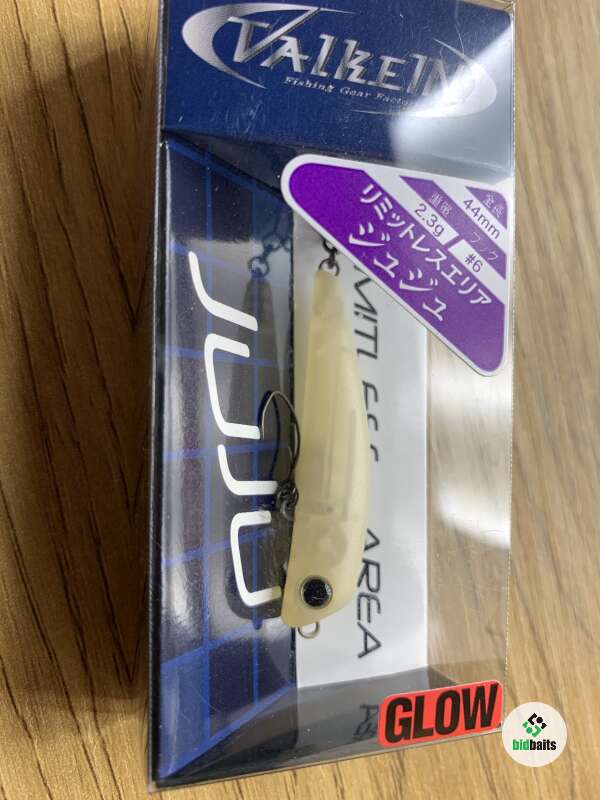 ValkeIN
Fishing Gear Factory
全長
44mm
重量
2.3g
フック
#6
リミットレスエリア
ジュジュ
JUJU
MiTLESS AREA
GLOW
bidbaits